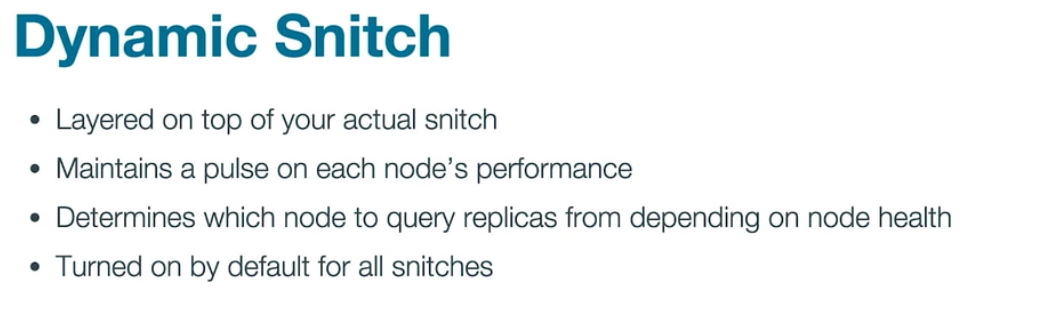 Dynamic Snitch
• Layered on top of your actual snitch
• Maintains a pulse on each node’s performance
• Determines which node to query replicas from depending on node health
• Turned on by default for all snitches